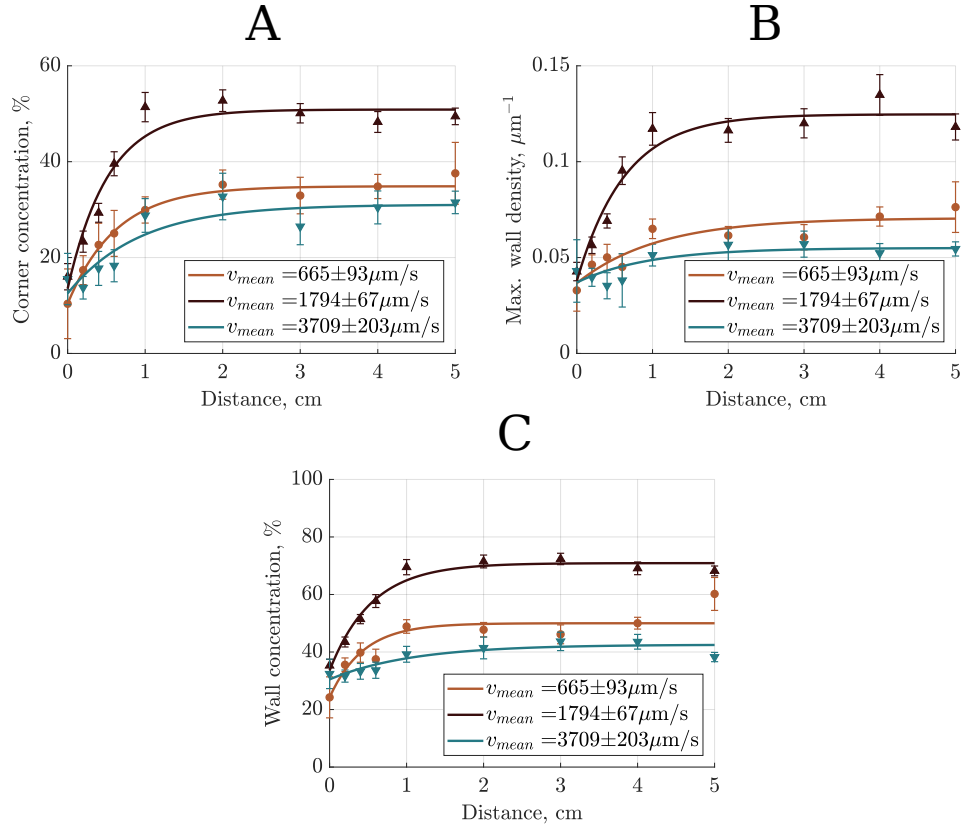 A
Corner concentration, %
60
40
20
0
v_mean =665±93μm/s
v_mean =1794±67μm/s
v_mean =3709±203μm/s
0 1 2 3 4 5
Distance, cm
B
Max. wall density, μm⁻¹
0.15
0.1
0.05
0
v_mean =665±93μm/s
v_mean =1794±67μm/s
v_mean =3709±203μm/s
0 1 2 3 4 5
Distance, cm
C
Wall concentration, %
100
80
60
40
20
0
v_mean =665±93μm/s
v_mean =1794±67μm/s
v_mean =3709±203μm/s
0 1 2 3 4 5
Distance, cm